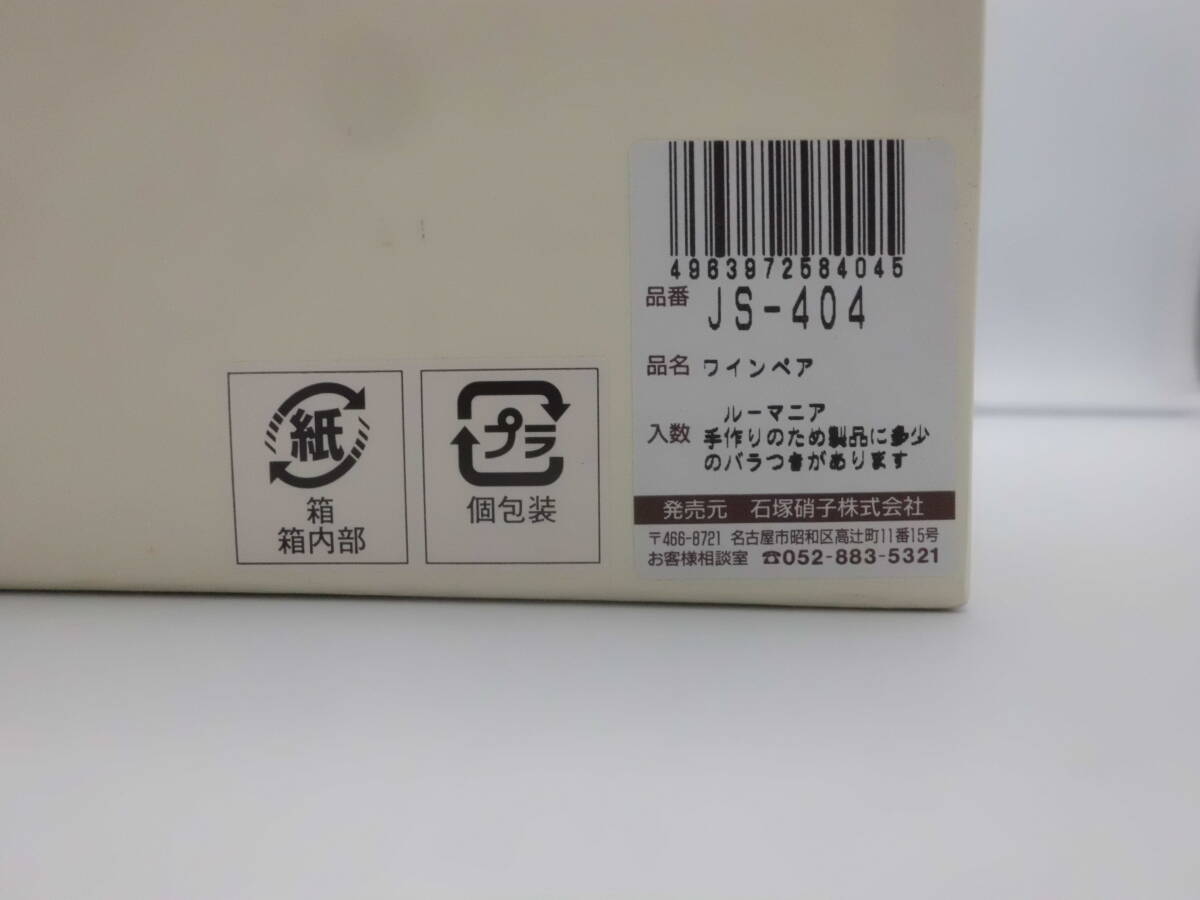 4963972584045
品番 JS-404
品名 ワインペア
ルーマニア
入数 手作りのため製品に多少
のバラつきがあります
発売元 石塚硝子株式会社
〒466-8721 名古屋市昭和区高辻町11番15号
お客様相談室 ☎052-883-5321
紙
箱
箱内部
プラ
個包装